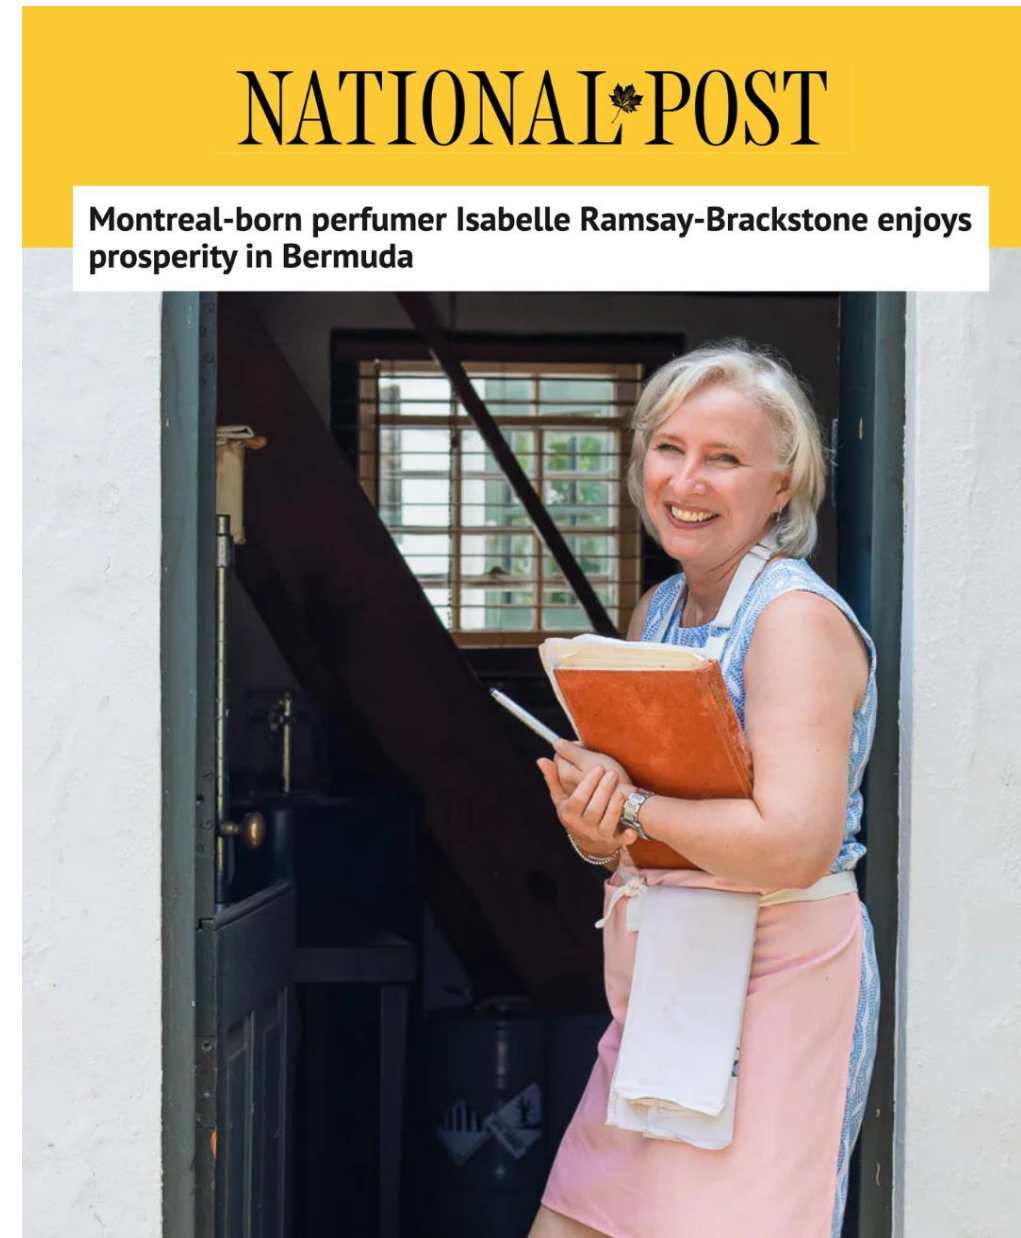 NATIONAL POST
Montreal-born perfumer Isabelle Ramsay-Brackstone enjoys
prosperity in Bermuda